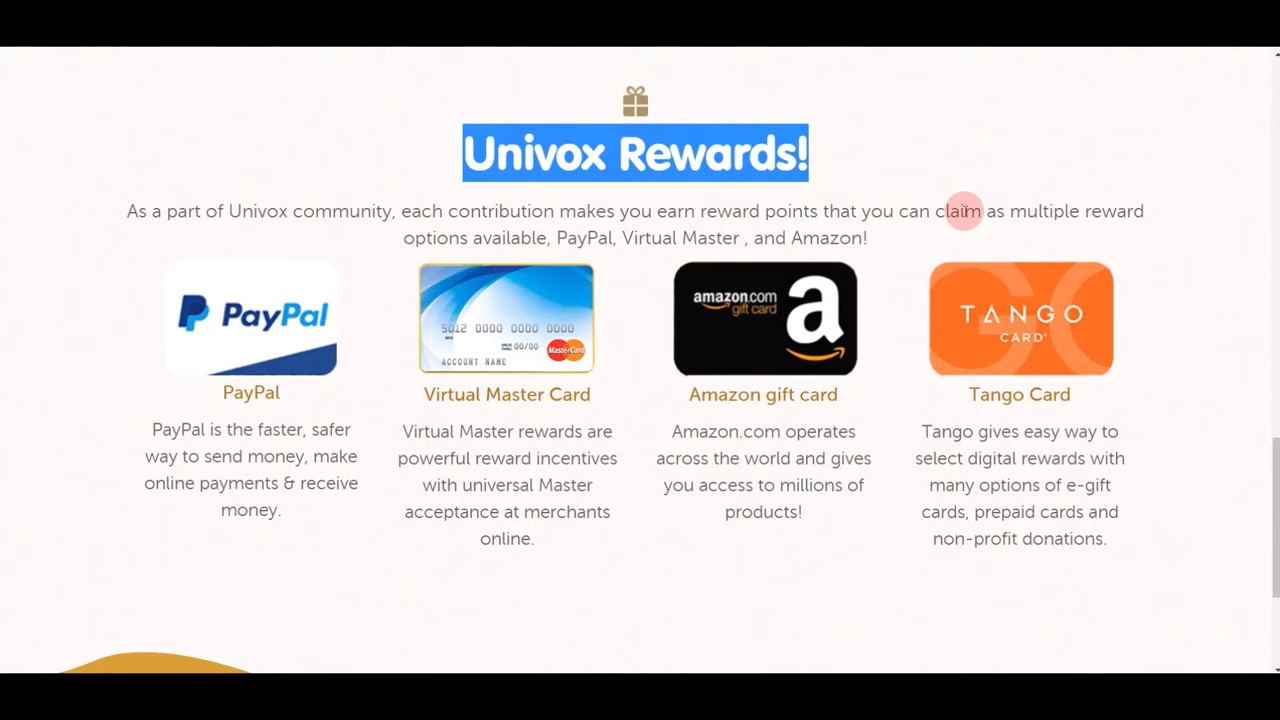 Univox Rewards!
As a part of Univox community, each contribution makes you earn reward points that you can claim as multiple reward
options available, PayPal, Virtual Master , and Amazon!
PayPal
5012 0000 0000 0000
VALID THRU 00/00
MasterCard
ACCOUNT NAME
amazon.com
gift card
a
TANGO
CARD®
PayPal
PayPal is the faster, safer
way to send money, make
online payments & receive
money.
Virtual Master Card
Virtual Master rewards are
powerful reward incentives
with universal Master
acceptance at merchants
online.
Amazon gift card
Amazon.com operates
across the world and gives
you access to millions of
products!
Tango Card
Tango gives easy way to
select digital rewards with
many options of e-gift
cards, prepaid cards and
non-profit donations.